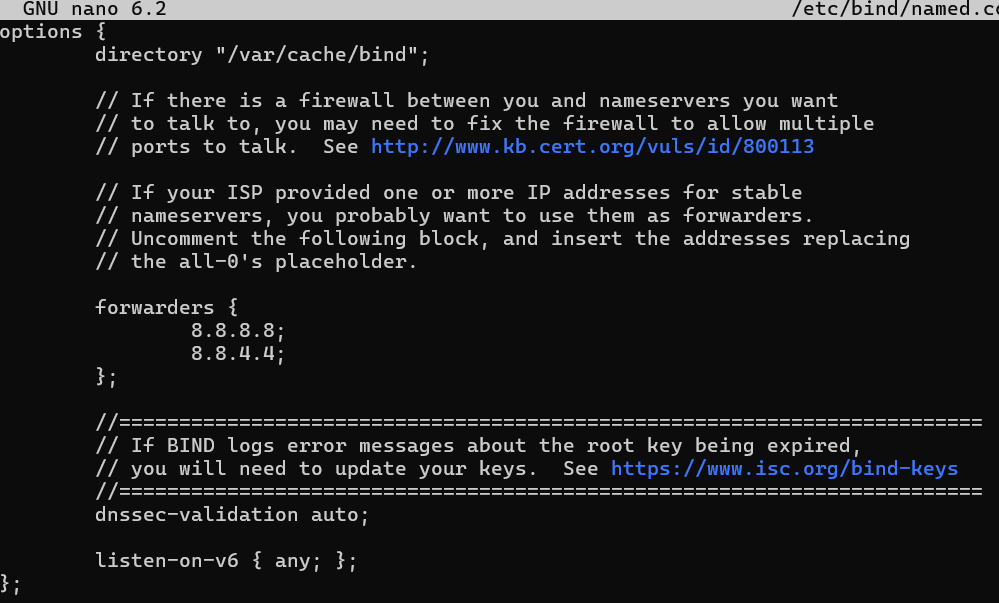 GNU nano 6.2 /etc/bind/named.co
options {
directory "/var/cache/bind";
// If there is a firewall between you and nameservers you want
// to talk to, you may need to fix the firewall to allow multiple
// ports to talk.  See http://www.kb.cert.org/vuls/id/800113
// If your ISP provided one or more IP addresses for stable
// nameservers, you probably want to use them as forwarders.
// Uncomment the following block, and insert the addresses replacing
// the all-0's placeholder.
forwarders {
8.8.8.8;
8.8.4.4;
};
//========================================================================
// If BIND logs error messages about the root key being expired,
// you will need to update your keys.  See https://www.isc.org/bind-keys
//========================================================================
dnssec-validation auto;
listen-on-v6 { any; };
};